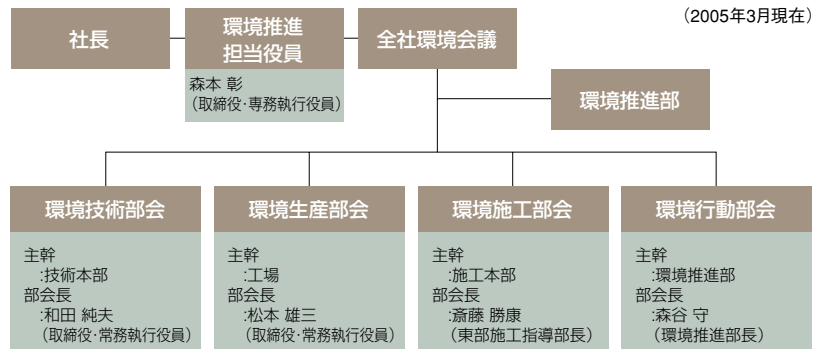 （2005年3月現在）
社長
環境推進
担当役員
森本 彰
（取締役・専務執行役員）
全社環境会議
環境推進部
環境技術部会
主幹
:技術本部
部会長
:和田 純夫
（取締役・常務執行役員）
環境生産部会
主幹
:工場
部会長
:松本 雄三
（取締役・常務執行役員）
環境施工部会
主幹
:施工本部
部会長
:斎藤 勝康
（東部施工指導部長）
環境行動部会
主幹
:環境推進部
部会長
:森谷 守
（環境推進部長）